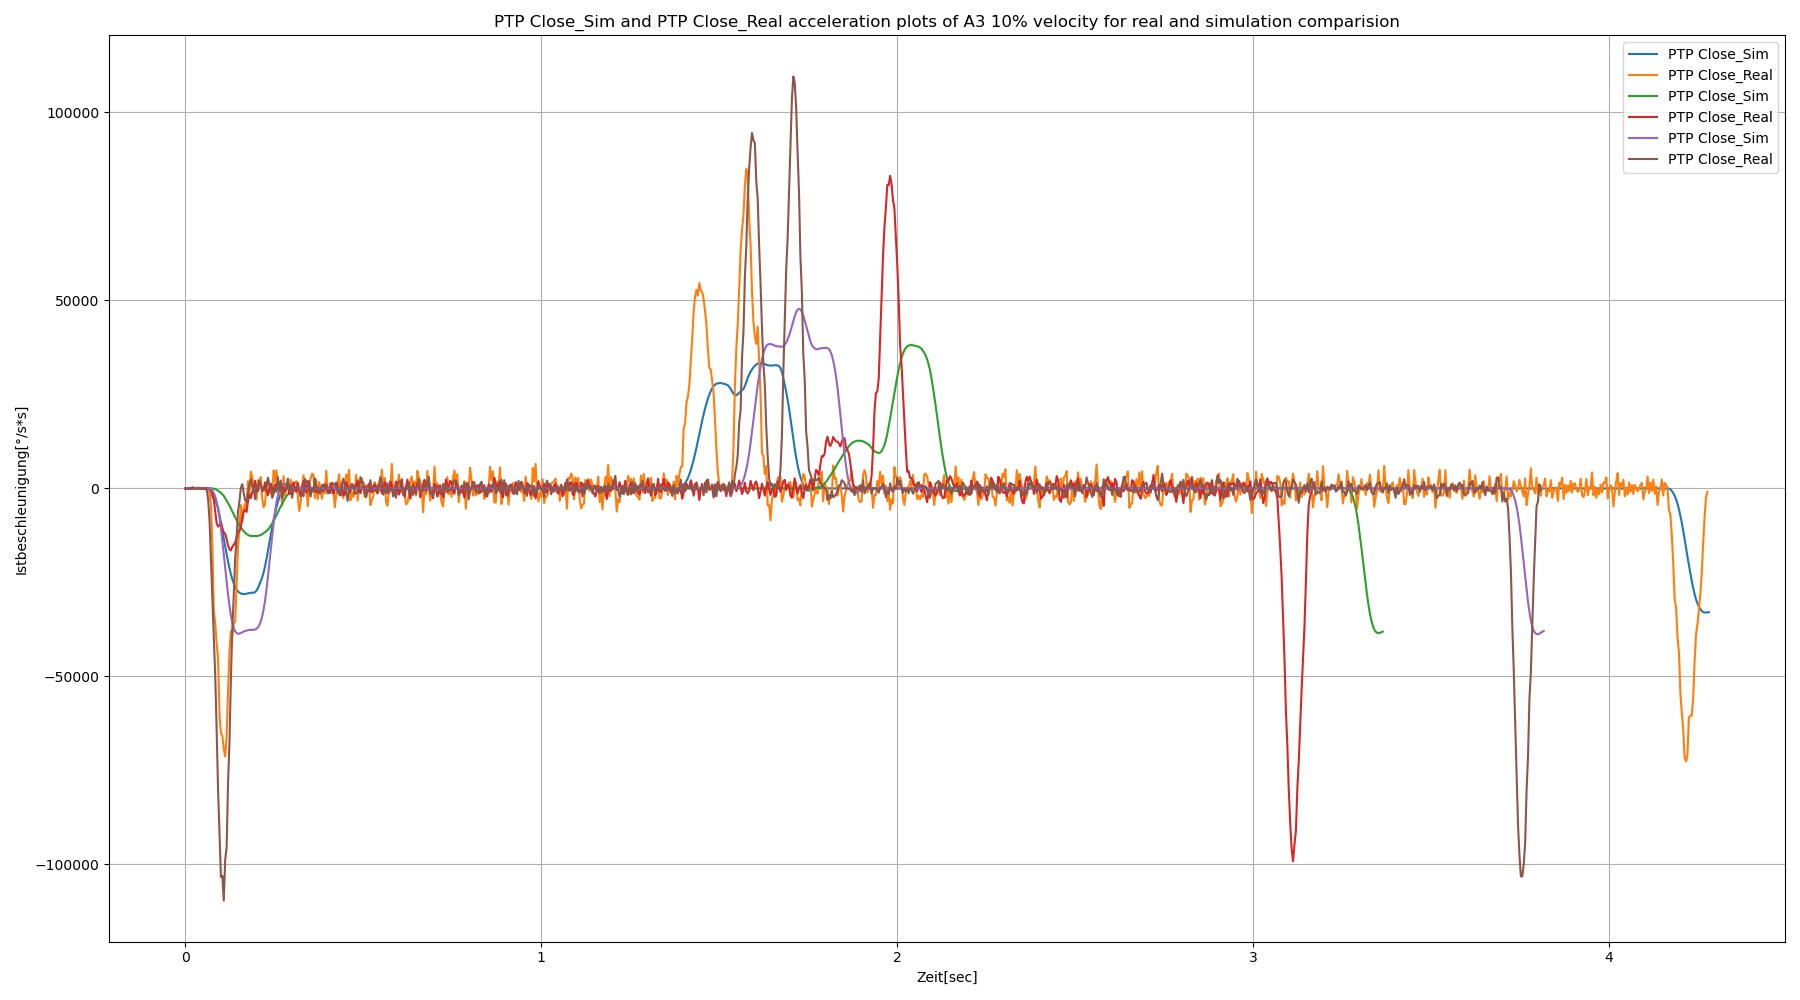 PTP Close_Sim and PTP Close_Real acceleration plots of A3 10% velocity for real and simulation comparision
PTP Close_Sim
PTP Close_Real
PTP Close_Sim
PTP Close_Real
PTP Close_Sim
PTP Close_Real
100000
50000
0
−50000
−100000
Istbeschleunigung[°/s*s]
0 1 2 3 4
Zeit[sec]